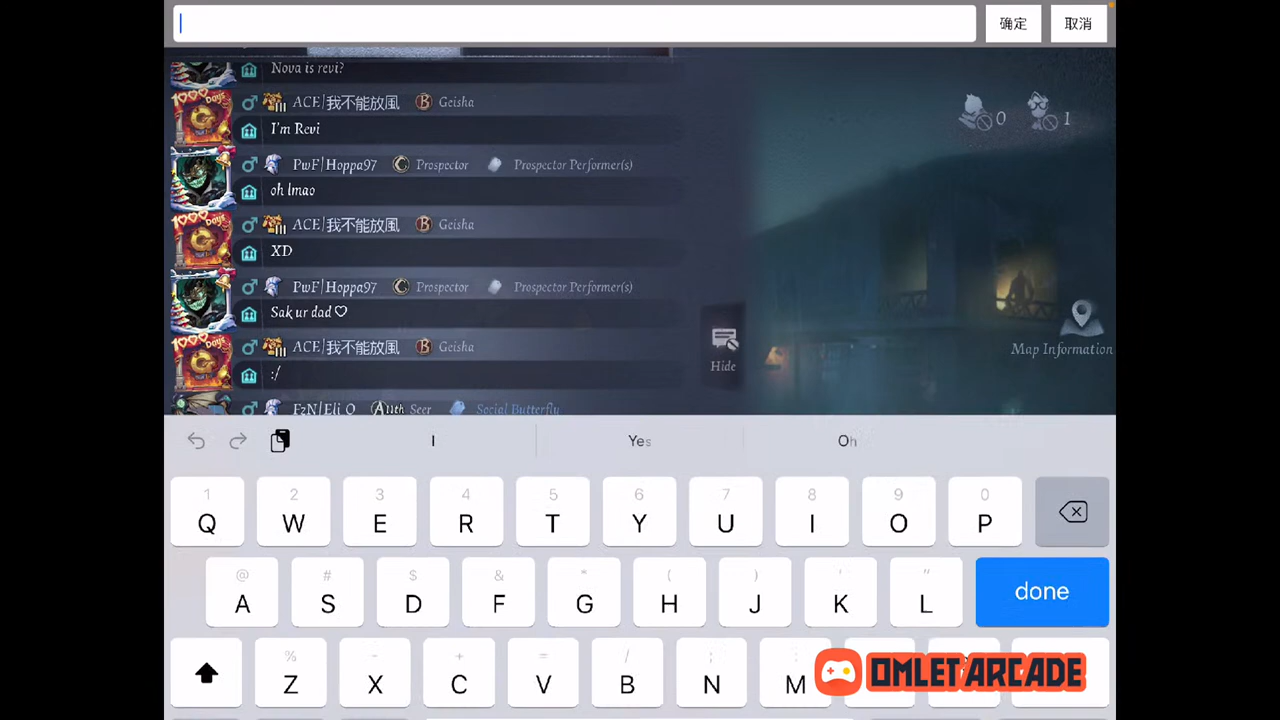 确定 取消
Nova is revi?
ACE|我不能放風 B Geisha
I'm Revi
0 1
PwF|Hoppa97 C Prospector Prospector Performer(s)
oh lmao
ACE|我不能放風 B Geisha
XD
PwF|Hoppa97 C Prospector Prospector Performer(s)
Sak ur dad♡
Hide
Map Information
ACE|我不能放風 B Geisha
:/
FzN|Eli O A 11th Seer Social Butterfly
I Yes Oh
1 2 3 4 5 6 7 8 9 0
Q W E R T Y U I O P
@ # $ & * ( ) ' "
A S D F G H J K L done
% - + = / ; :
Z X C V B N M
OMLET ARCADE